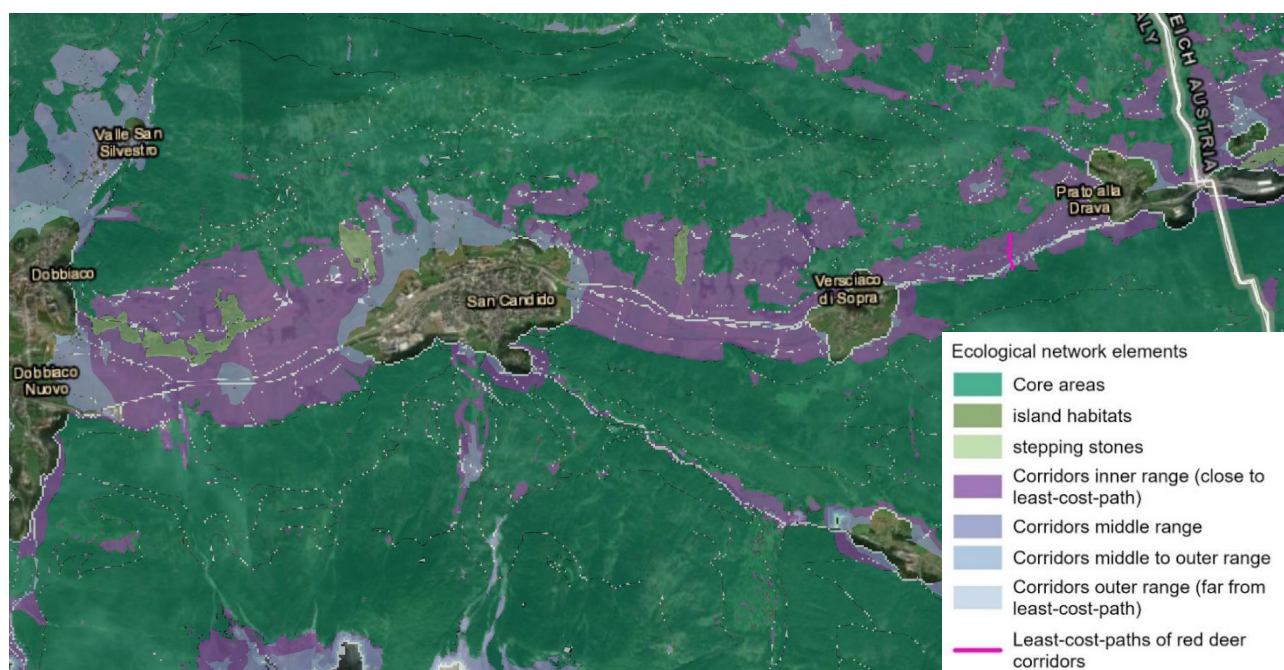 EICH AUSTRIA
ALY
Valle San
Silvestro
Prato alla
Drava
Dobbiaco
San Candido
Versciaco
di Sopra
Dobbiaco
Nuovo
Ecological network elements
Core areas
island habitats
stepping stones
Corridors inner range (close to
least-cost-path)
Corridors middle range
Corridors middle to outer range
Corridors outer range (far from
least-cost-path)
Least-cost-paths of red deer
corridors